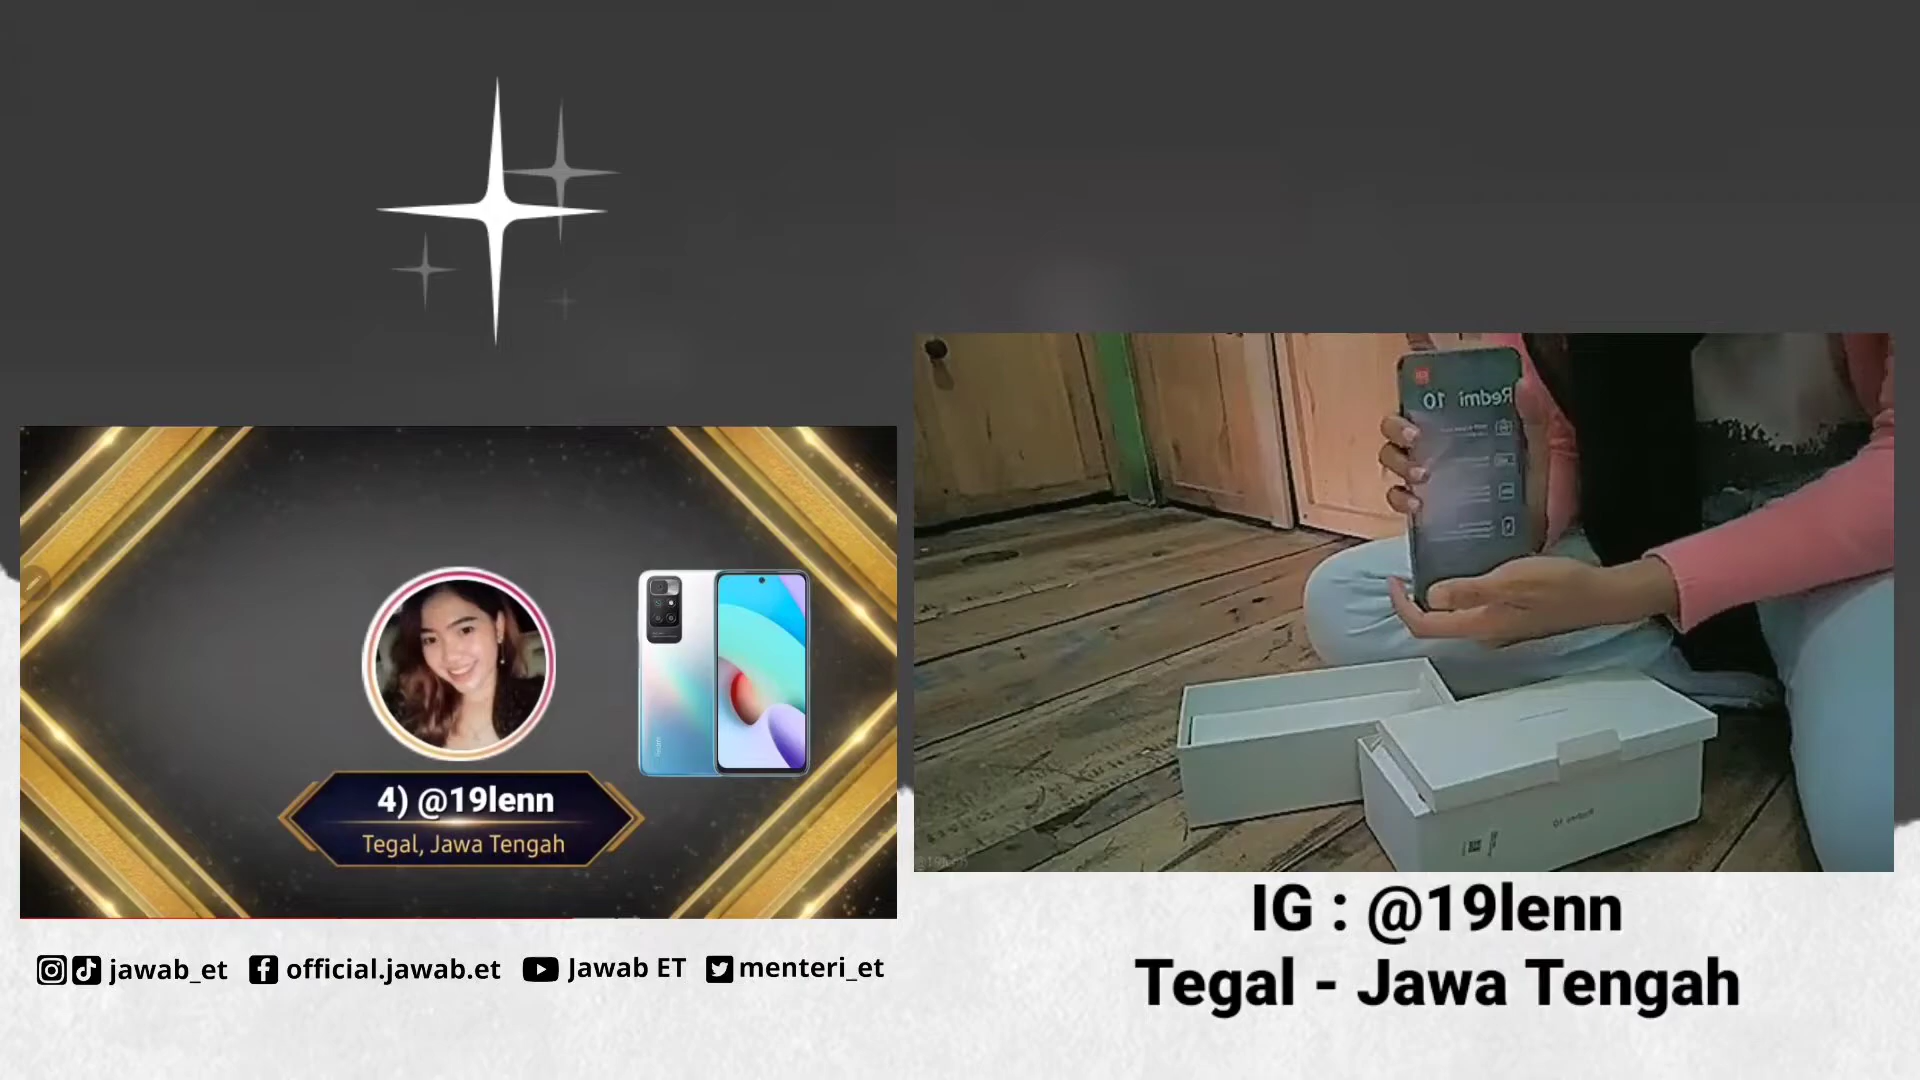 4) @19lenn
Tegal, Jawa Tengah
jawab_et official.jawab.et Jawab ET menteri_et
Redmi 10
IG : @19lenn
Tegal - Jawa Tengah